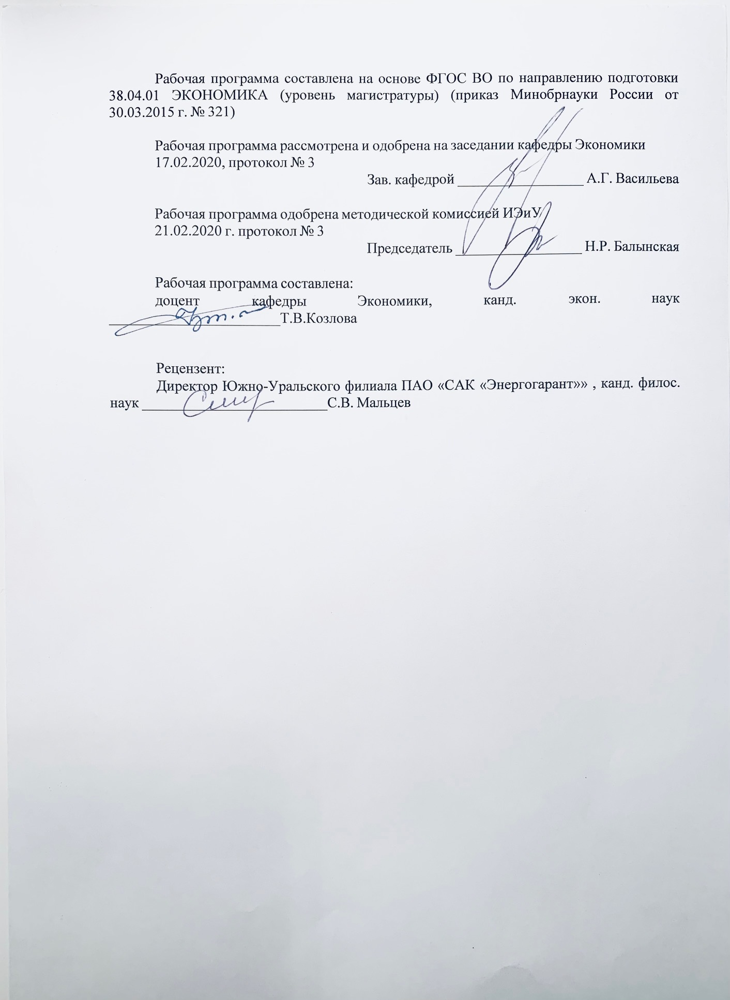 Рабочая программа составлена на основе ФГОС ВО по направлению подготовки
38.04.01 ЭКОНОМИКА (уровень магистратуры) (приказ Минобрнауки России от
30.03.2015 г. № 321)
Рабочая программа рассмотрена и одобрена на заседании кафедры Экономики
17.02.2020, протокол № 3
Зав. кафедрой ________________ А.Г. Васильева
Рабочая программа одобрена методической комиссией ИЭиУ
21.02.2020 г. протокол № 3
Председатель ________________ Н.Р. Балынская
Рабочая программа составлена:
доцент кафедры Экономики, канд. экон. наук
______________________Т.В.Козлова
Рецензент:
Директор Южно-Уральского филиала ПАО «САК «Энергогарант»» , канд. филос.
наук ________________________С.В. Мальцев